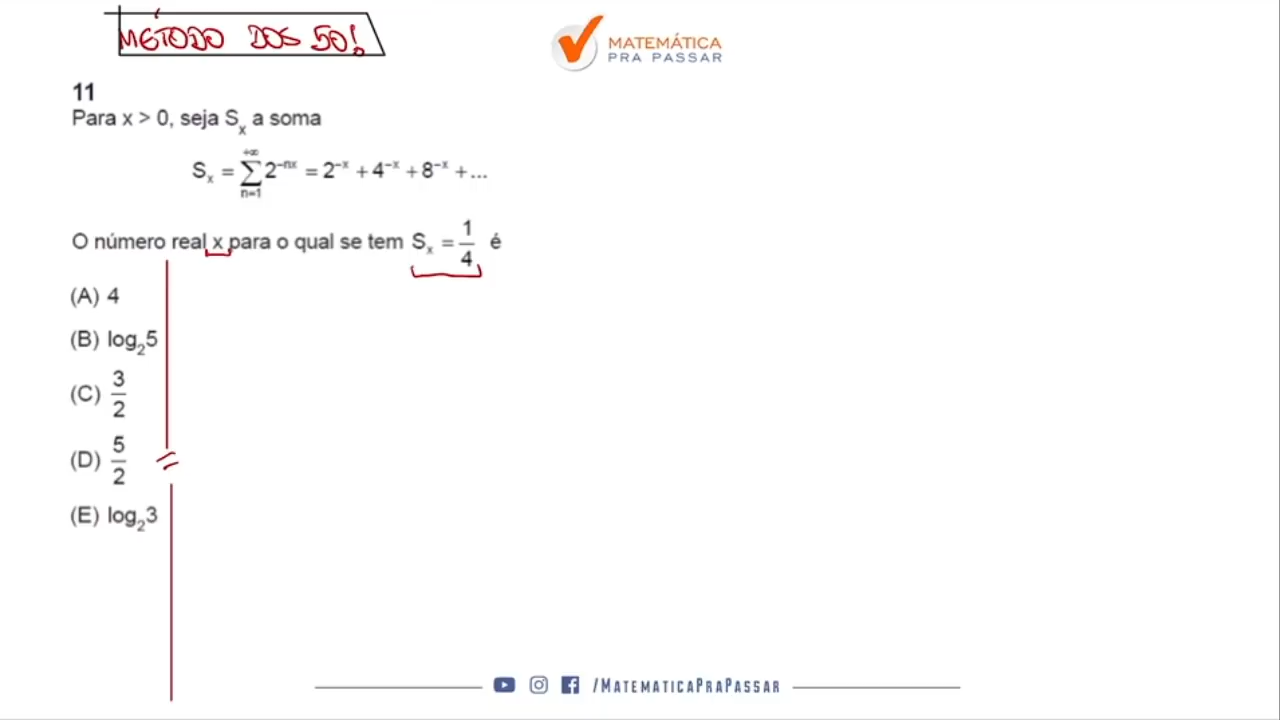 MÉTODO DOS 50!
MATEMÁTICA
PRA PASSAR
11
Para x > 0, seja Sₓ a soma
Sₓ = ∑ₙ₌₁⁺∞ 2⁻ⁿˣ = 2⁻ˣ + 4⁻ˣ + 8⁻ˣ + ...
O número real x para o qual se tem Sₓ = 1/4 é
(A) 4
(B) log₂5
(C) 3/2
(D) 5/2
(E) log₂3
/MATEMATICAPRAPASSAR